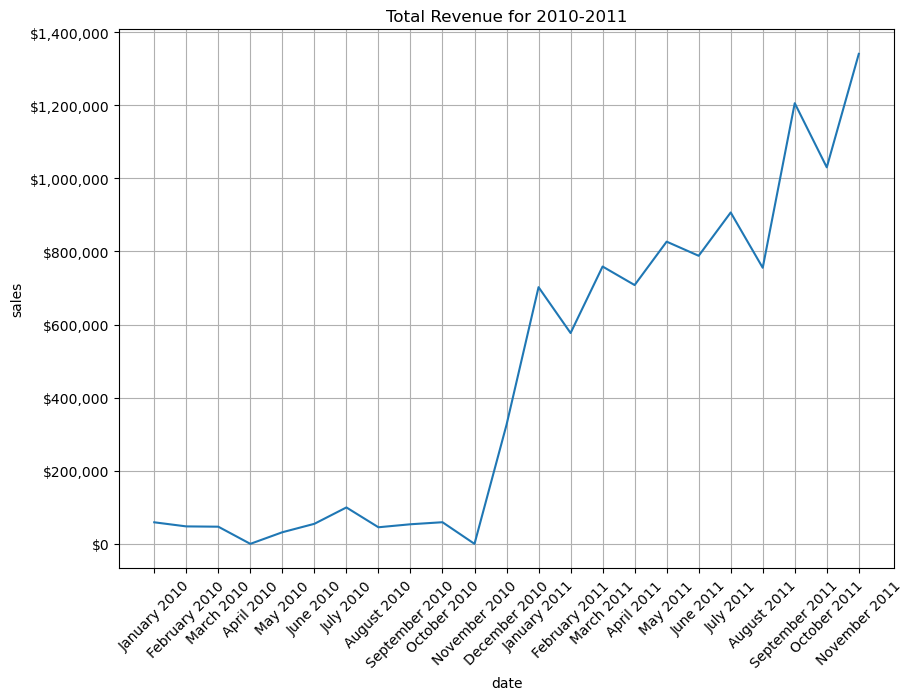 Total Revenue for 2010-2011
$1,400,000
$1,200,000
$1,000,000
$800,000
$600,000
$400,000
$200,000
$0
sales
January 2010
February 2010
March 2010
April 2010
May 2010
June 2010
July 2010
August 2010
September 2010
October 2010
November 2010
December 2010
January 2011
February 2011
March 2011
April 2011
May 2011
June 2011
July 2011
August 2011
September 2011
October 2011
November 2011
date